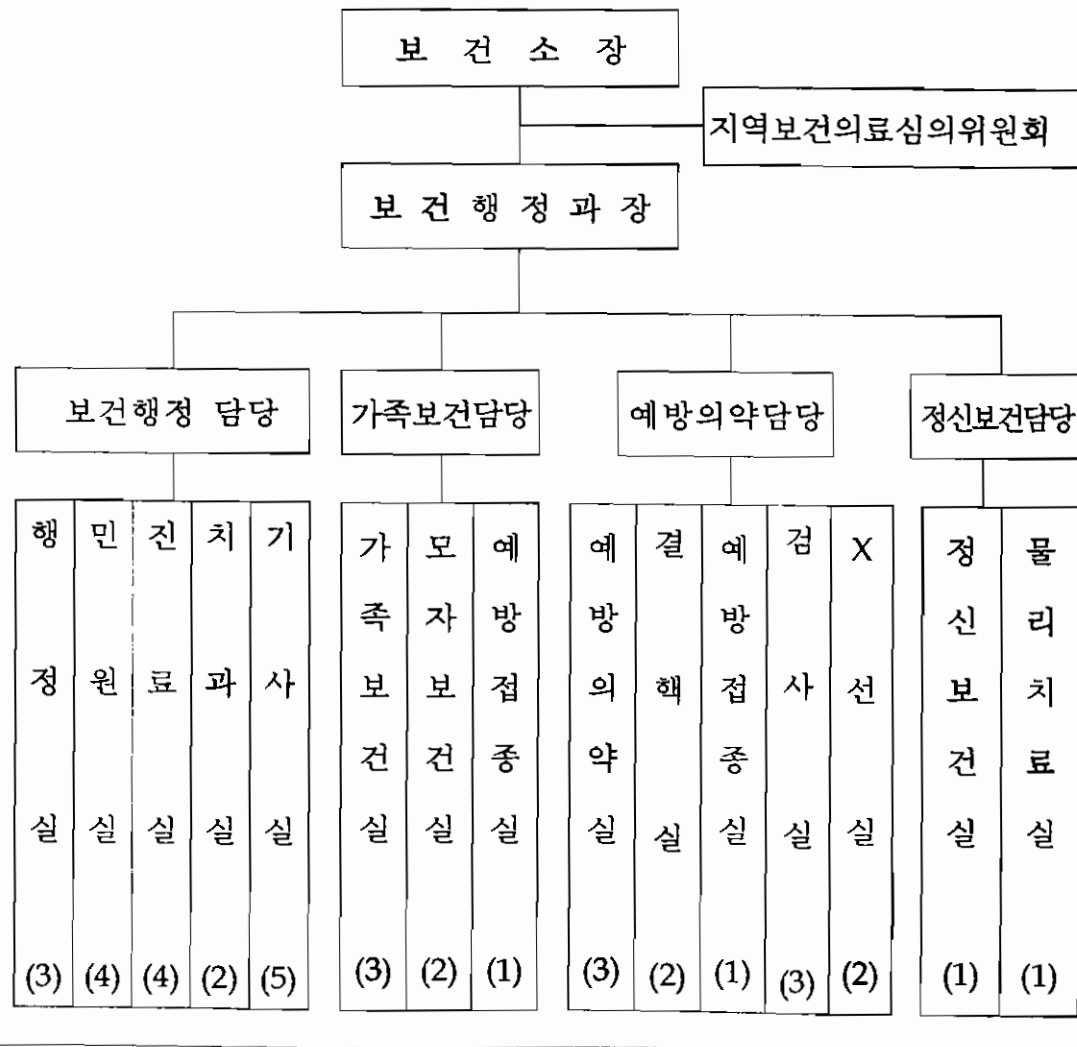 보 건 소 장
지역보건의료심의위원회
보 건 행 정 과 장
보건행정 담당
가족보건담당
예방의약담당
정신보건담당
행정실
(3)
민원실
(4)
진료실
(4)
치과실
(2)
기사실
(5)
가족보건실
(3)
모자보건실
(2)
예방접종실
(1)
예방의약실
(3)
결핵실
(2)
예방접종실
(1)
검사실
(3)
X선실
(2)
정신보건실
(1)
물리치료실
(1)